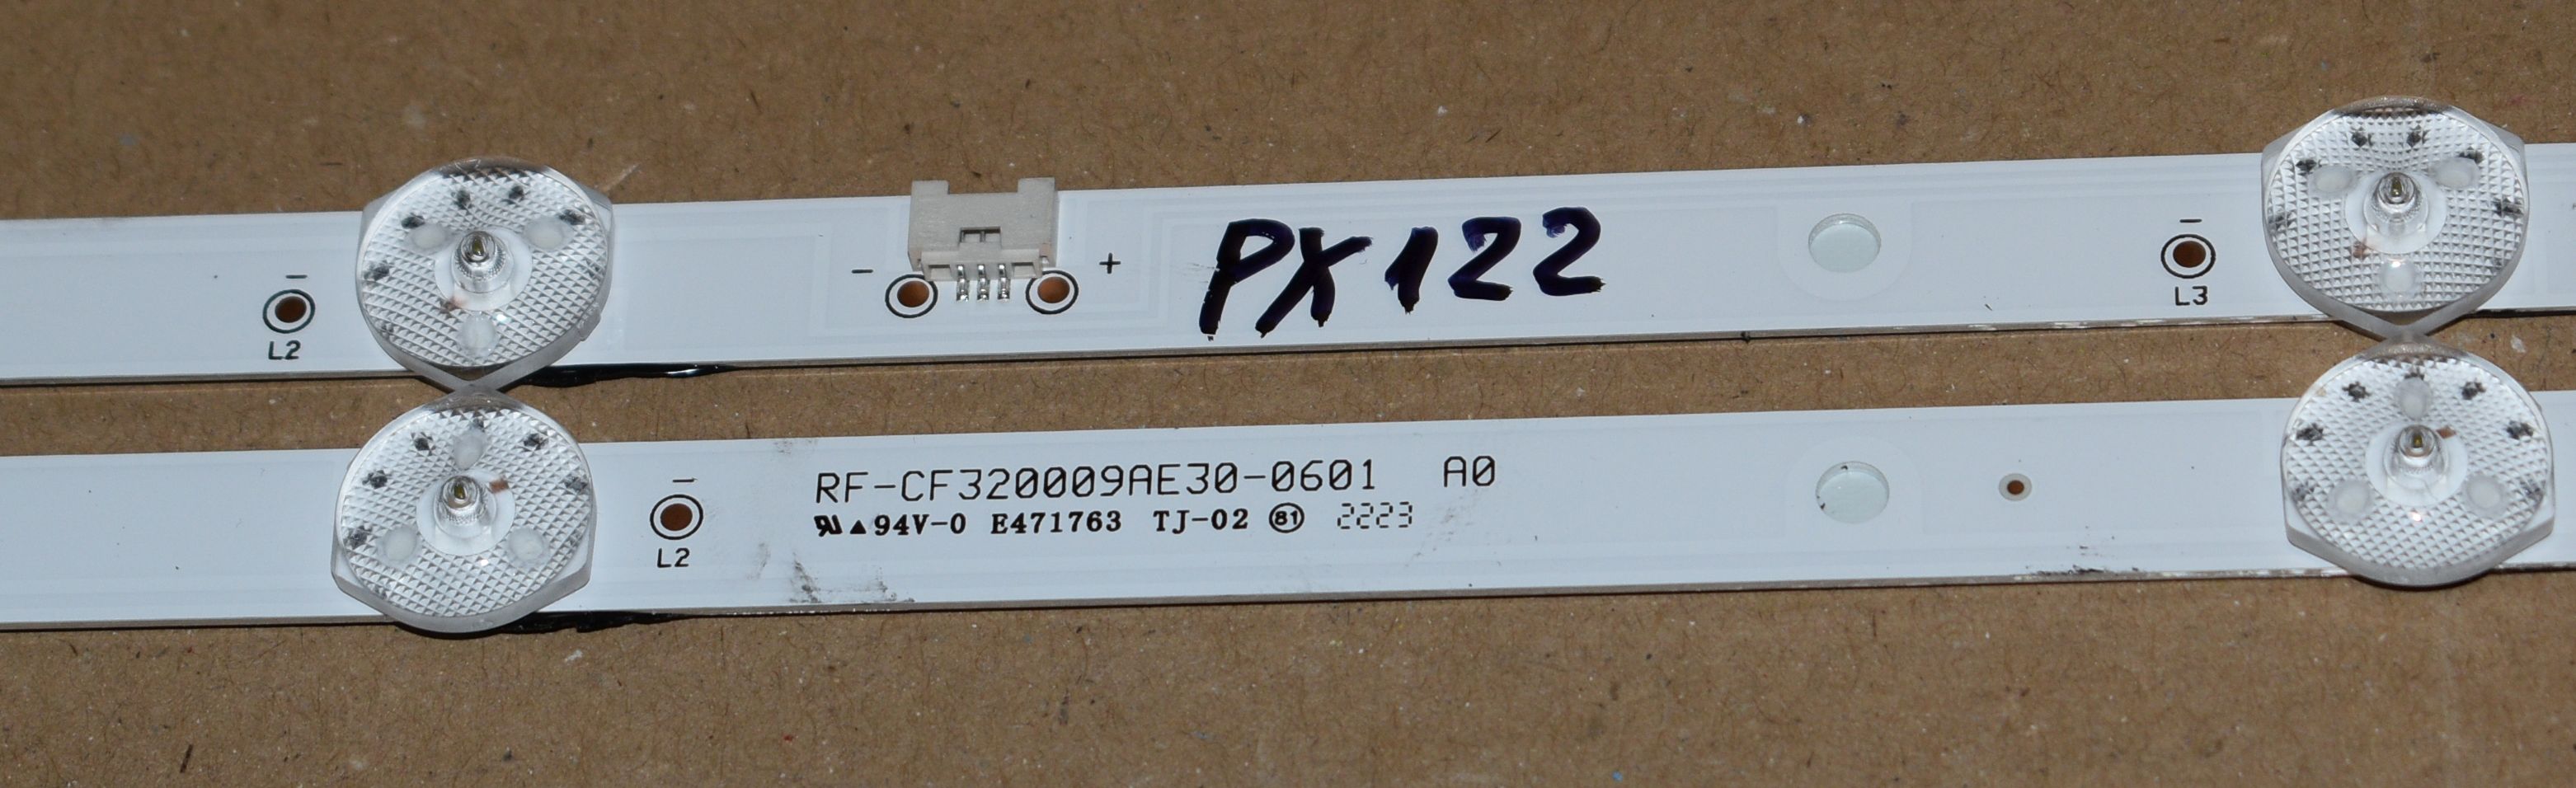 -
L2
- +
PX122
-
L3
RF-CF320009AE30-0601 A0
94V-0 E471763 TJ-02 81 2223
-
L2